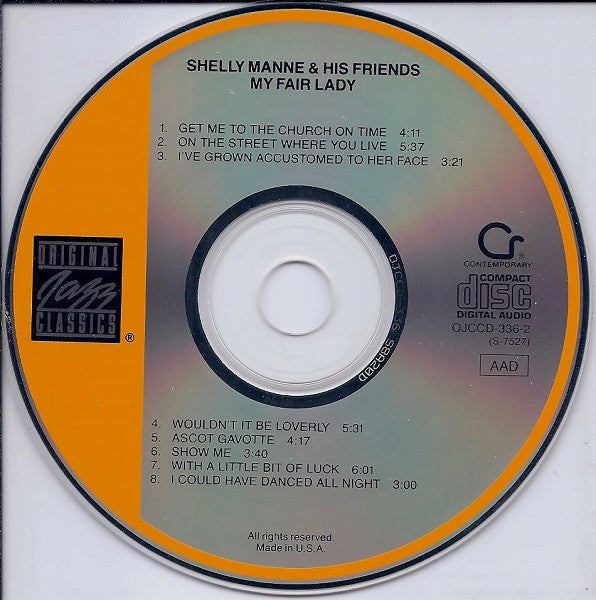 SHELLY MANNE & HIS FRIENDS
MY FAIR LADY
1. GET ME TO THE CHURCH ON TIME 4:11
2. ON THE STREET WHERE YOU LIVE 5:37
3. I'VE GROWN ACCUSTOMED TO HER FACE 3:21
ORIGINAL
Jazz
CLASSICS
®
Cr
®
CONTEMPORARY
COMPACT
disc
DIGITAL AUDIO
OJCCD-336-2
(S-7527)
AAD
SRA20D
4. WOULDN'T IT BE LOVERLY 5:31
5. ASCOT GAVOTTE 4:17
6. SHOW ME 3:40
7. WITH A LITTLE BIT OF LUCK 6:01
8. I COULD HAVE DANCED ALL NIGHT 3:00
All rights reserved.
Made in U.S.A.